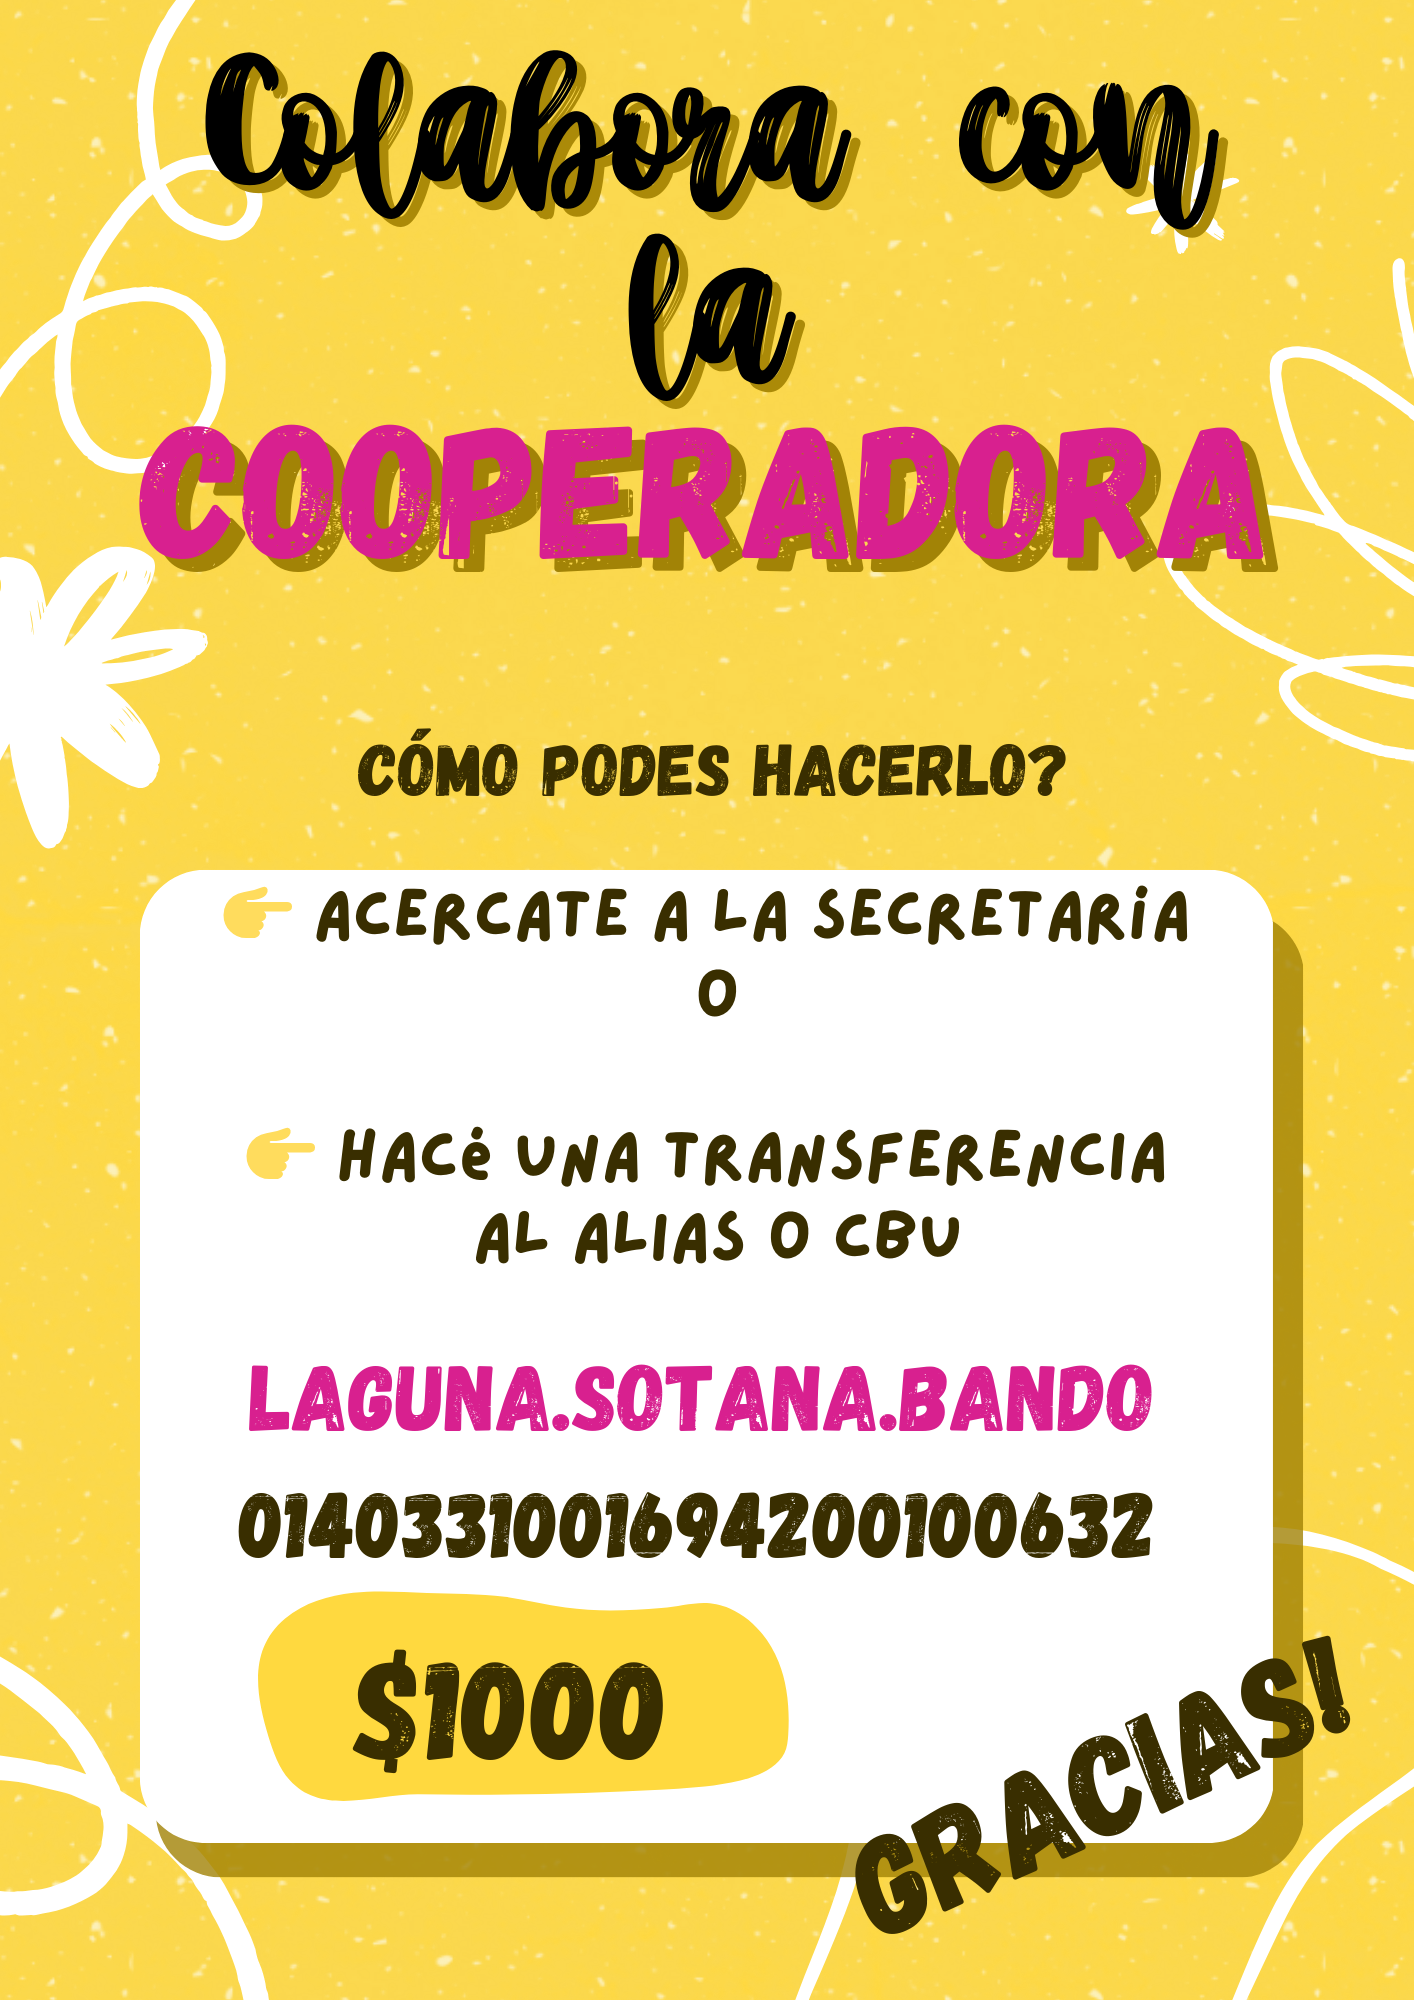 Colabora con
la
COOPERADORA
CÓMO PODES HACERLO?
👉 ACERCATE A LA SECRETARÍA
O
👉 HACÉ UNA TRANSFERENCIA
AL ALIAS O CBU
LAGUNA.SOTANA.BANDO
0140331001694200100632
$1000
GRACIAS!